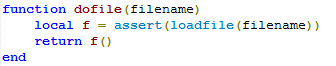 function dofile(filename)
    local f = assert(loadfile(filename))
    return f()
end